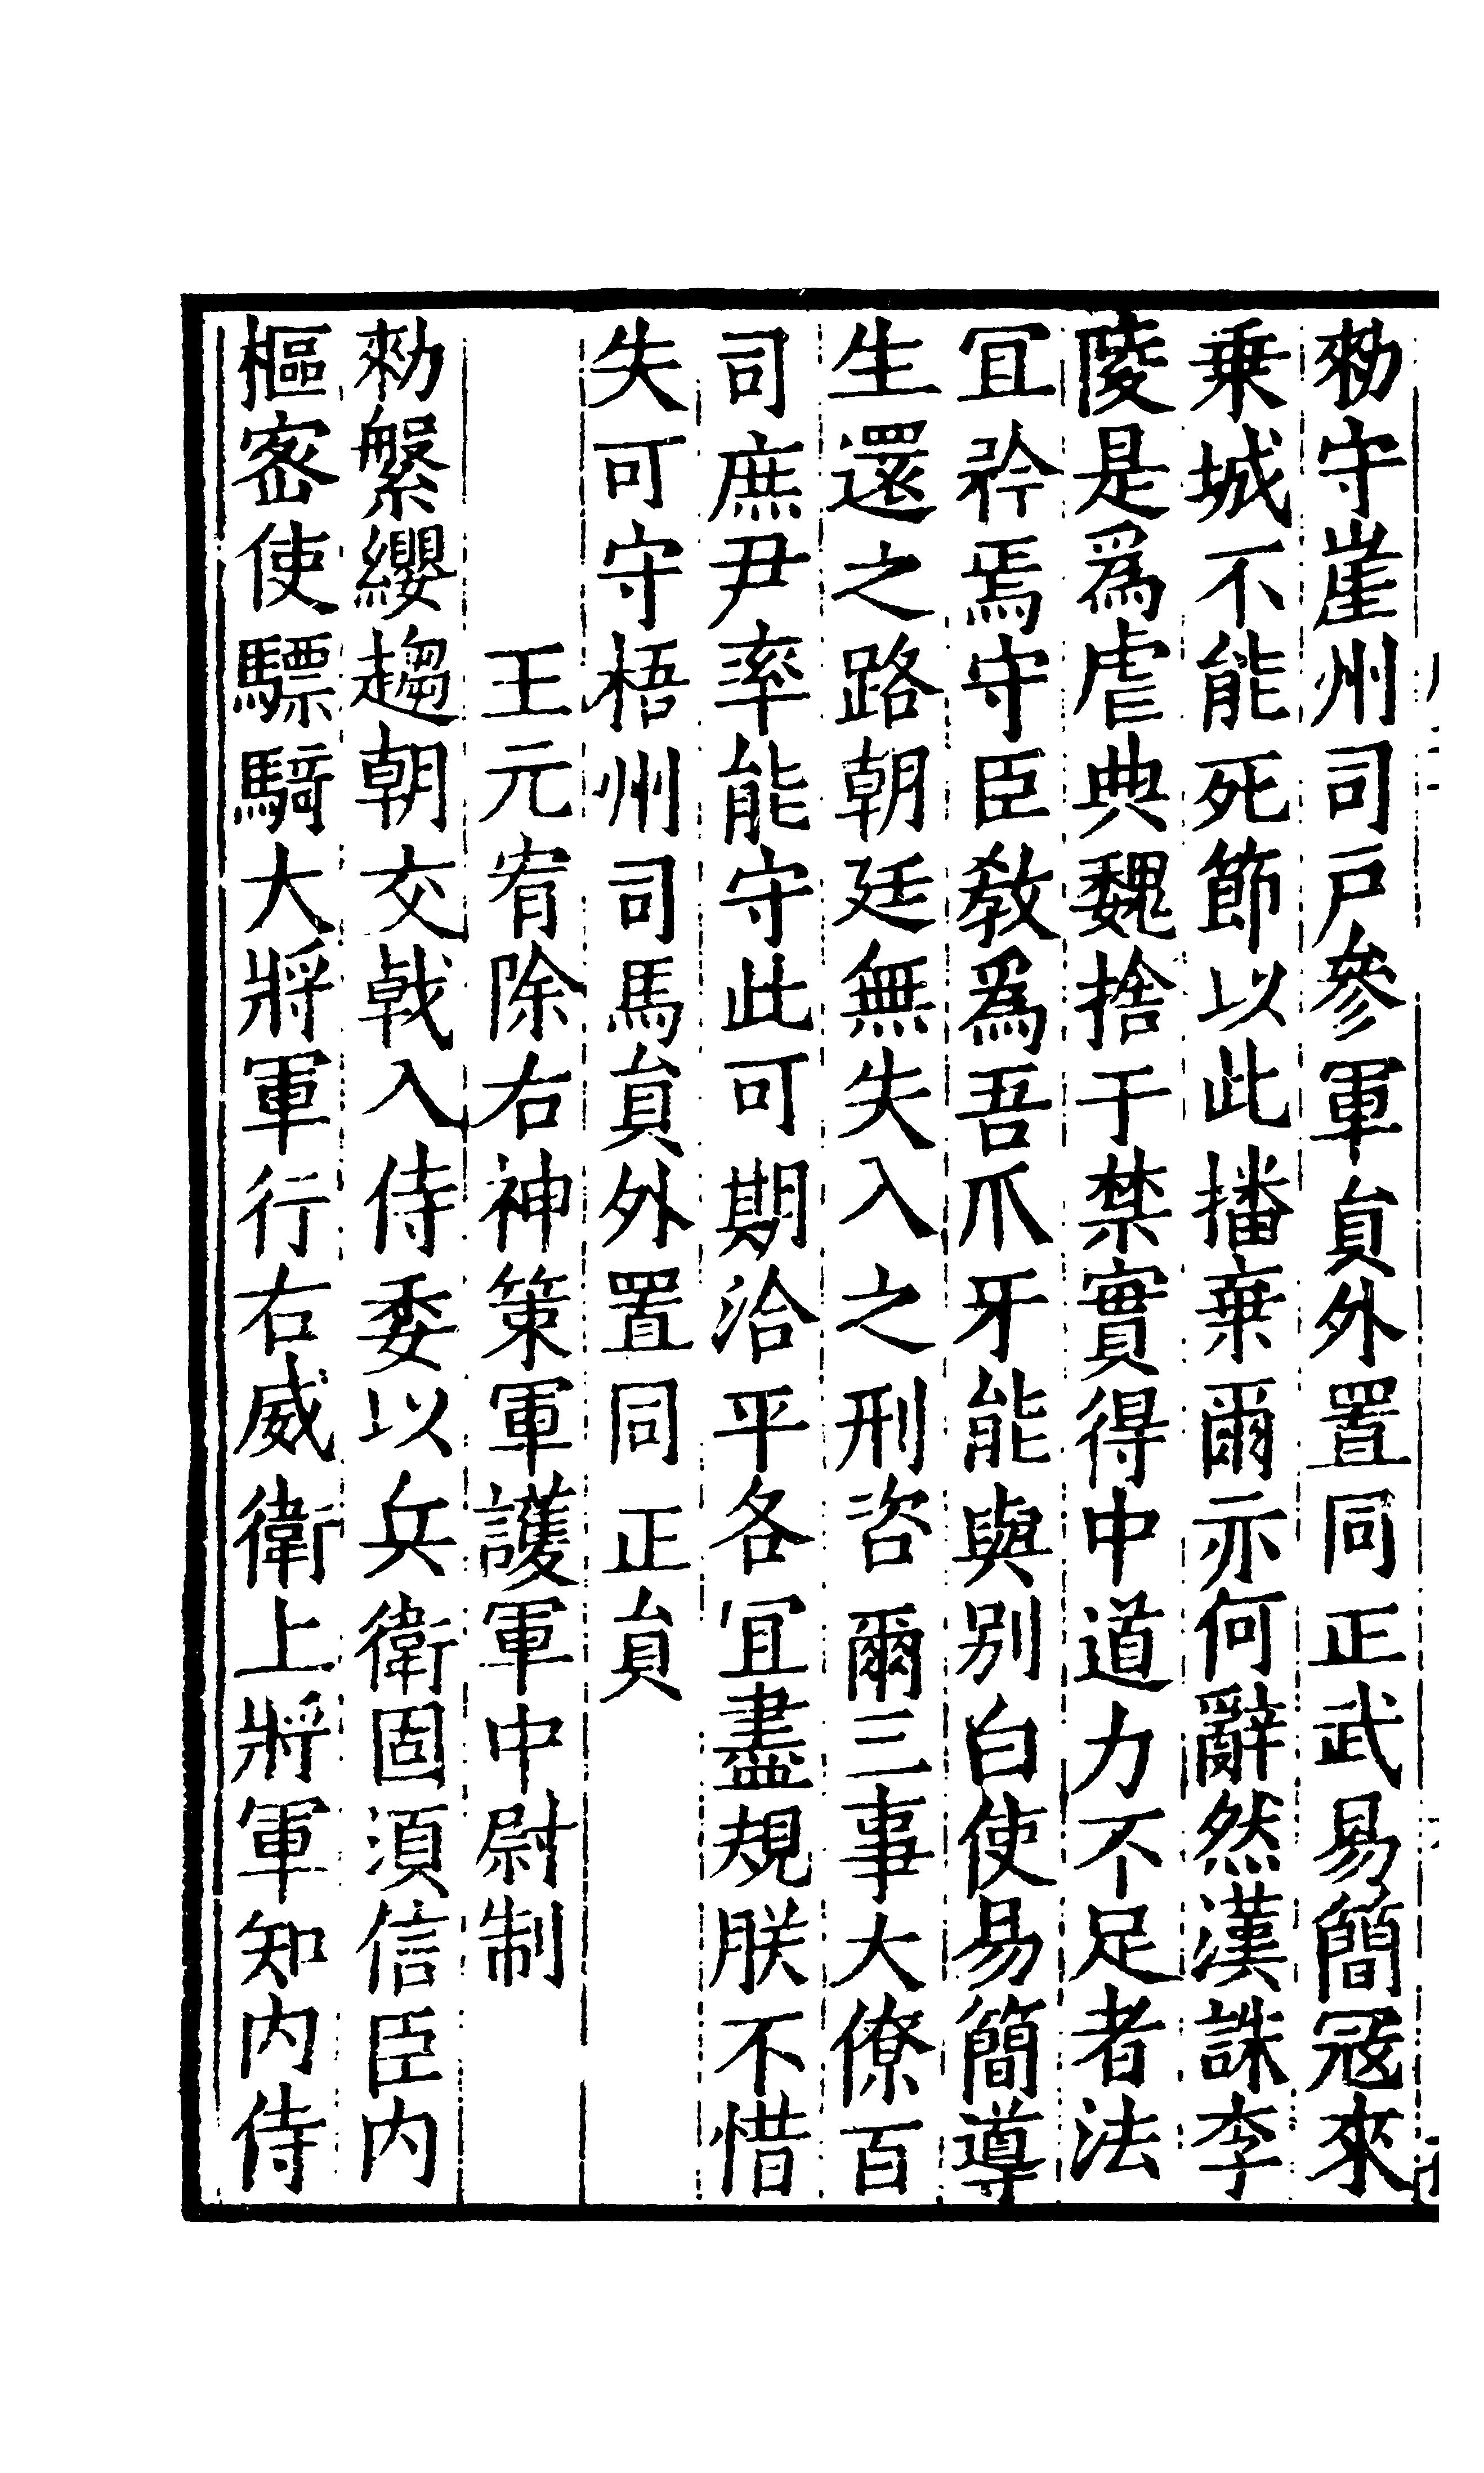 勑守崖州司戶參軍貟外置同正武易簡冦來
乗城不能死節以此播棄爾亦何辭然漢誅李
陵是爲虐典魏捨于禁實得中道力不足者法
宜矜焉守臣敎爲吾爪牙能與別白使易簡導
生還之路朝廷無失入之刑咨爾三事大僚百
司庶尹率能守此可期洽平各宜盡規朕不惜
失可守梧州司馬貟外置同正貟
王元宥除右神策軍護軍中尉制
勑繁纓趨朝交戟入侍委以兵衛固須信臣內
樞密使驃騎大將軍行右威衛上將軍知內侍